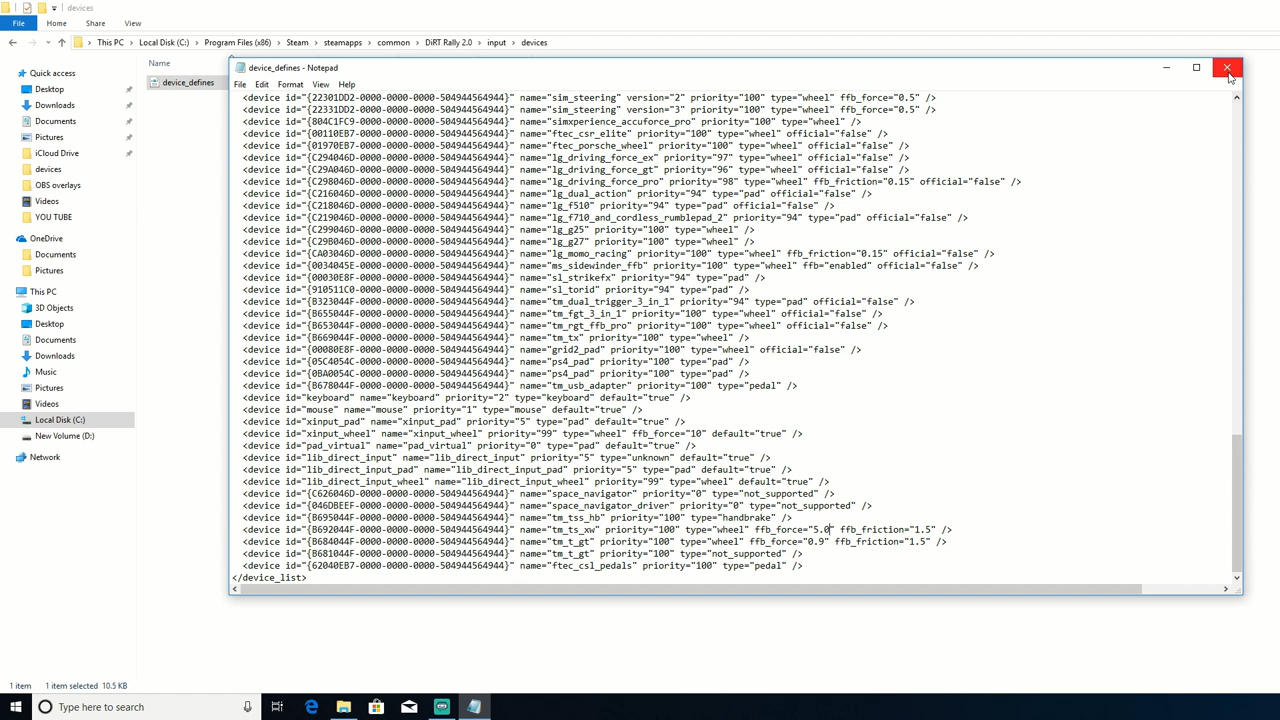 devices
File Home Share View
This PC Local Disk (C:) Program Files (x86) Steam steamapps common DiRT Rally 2.0 input devices
Name
Quick access
Desktop
Downloads
Documents
Pictures
iCloud Drive
devices
OBS overlays
Videos
YOU TUBE
OneDrive
Documents
Pictures
This PC
3D Objects
Desktop
Documents
Downloads
Music
Pictures
Videos
Local Disk (C:)
New Volume (D:)
Network
device_defines
device_defines - Notepad
File Edit Format View Help
<device id="{22301DD2-0000-0000-0000-504944564944}" name="sim_steering" version="2" priority="100" type="wheel" ffb_force="0.5" />
<device id="{22331DD2-0000-0000-0000-504944564944}" name="sim_steering" version="3" priority="100" type="wheel" ffb_force="0.5" />
<device id="{804C1FC9-0000-0000-0000-504944564944}" name="simxperience_accuforce_pro" priority="100" type="wheel" />
<device id="{00110EB7-0000-0000-0000-504944564944}" name="ftec_csr_elite" priority="100" type="wheel" official="false" />
<device id="{01970EB7-0000-0000-0000-504944564944}" name="ftec_porsche_wheel" priority="100" type="wheel" official="false" />
<device id="{C294046D-0000-0000-0000-504944564944}" name="lg_driving_force_ex" priority="97" type="wheel" official="false" />
<device id="{C29A046D-0000-0000-0000-504944564944}" name="lg_driving_force_gt" priority="96" type="wheel" official="false" />
<device id="{C298046D-0000-0000-0000-504944564944}" name="lg_driving_force_pro" priority="98" type="wheel" ffb_friction="0.15" official="false" />
<device id="{C216046D-0000-0000-0000-504944564944}" name="lg_dual_action" priority="94" type="pad" official="false" />
<device id="{C218046D-0000-0000-0000-504944564944}" name="lg_f510" priority="94" type="pad" official="false" />
<device id="{C219046D-0000-0000-0000-504944564944}" name="lg_f710_and_cordless_rumblepad_2" priority="94" type="pad" official="false" />
<device id="{C299046D-0000-0000-0000-504944564944}" name="lg_g25" priority="100" type="wheel" />
<device id="{C29B046D-0000-0000-0000-504944564944}" name="lg_g27" priority="100" type="wheel" />
<device id="{CA03046D-0000-0000-0000-504944564944}" name="lg_momo_racing" priority="100" type="wheel" ffb_friction="0.15" official="false" />
<device id="{0034045E-0000-0000-0000-504944564944}" name="ms_sidewinder_ffb" priority="100" type="wheel" ffb="enabled" official="false" />
<device id="{00030E8F-0000-0000-0000-504944564944}" name="sl_strikefx" priority="94" type="pad" />
<device id="{910511C0-0000-0000-0000-504944564944}" name="sl_torid" priority="94" type="pad" />
<device id="{B323044F-0000-0000-0000-504944564944}" name="tm_dual_trigger_3_in_1" priority="94" type="pad" official="false" />
<device id="{B655044F-0000-0000-0000-504944564944}" name="tm_fgt_3_in_1" priority="100" type="wheel" official="false" />
<device id="{B653044F-0000-0000-0000-504944564944}" name="tm_rgt_ffb_pro" priority="100" type="wheel" official="false" />
<device id="{B669044F-0000-0000-0000-504944564944}" name="tm_tx" priority="100" type="wheel" />
<device id="{00080E8F-0000-0000-0000-504944564944}" name="grid2_pad" priority="100" type="wheel" official="false" />
<device id="{05C4054C-0000-0000-0000-504944564944}" name="ps4_pad" priority="100" type="pad" />
<device id="{0BA0054C-0000-0000-0000-504944564944}" name="ps4_pad" priority="100" type="pad" />
<device id="{B678044F-0000-0000-0000-504944564944}" name="tm_usb_adapter" priority="100" type="pedal" />
<device id="keyboard" name="keyboard" priority="2" type="keyboard" default="true" />
<device id="mouse" name="mouse" priority="1" type="mouse" default="true" />
<device id="xinput_pad" name="xinput_pad" priority="5" type="pad" default="true" />
<device id="xinput_wheel" name="xinput_wheel" priority="99" type="wheel" ffb_force="10" default="true" />
<device id="pad_virtual" name="pad_virtual" priority="0" type="pad" default="true" />
<device id="lib_direct_input" name="lib_direct_input" priority="5" type="unknown" default="true" />
<device id="lib_direct_input_pad" name="lib_direct_input_pad" priority="5" type="pad" default="true" />
<device id="lib_direct_input_wheel" name="lib_direct_input_wheel" priority="99" type="wheel" default="true" />
<device id="{C626046D-0000-0000-0000-504944564944}" name="space_navigator" priority="0" type="not_supported" />
<device id="{046DBEEF-0000-0000-0000-504944564944}" name="space_navigator_driver" priority="0" type="not_supported" />
<device id="{B695044F-0000-0000-0000-504944564944}" name="tm_tss_hb" priority="100" type="handbrake" />
<device id="{B692044F-0000-0000-0000-504944564944}" name="tm_ts_xw" priority="100" type="wheel" ffb_force="5.0" ffb_friction="1.5" />
<device id="{B684044F-0000-0000-0000-504944564944}" name="tm_t_gt" priority="100" type="wheel" ffb_force="0.9" ffb_friction="1.5" />
<device id="{B681044F-0000-0000-0000-504944564944}" name="tm_t_gt" priority="100" type="not_supported" />
<device id="{62040EB7-0000-0000-0000-504944564944}" name="ftec_csl_pedals" priority="100" type="pedal" />
</device_list>
1 item 1 item selected 10.5 KB
Type here to search